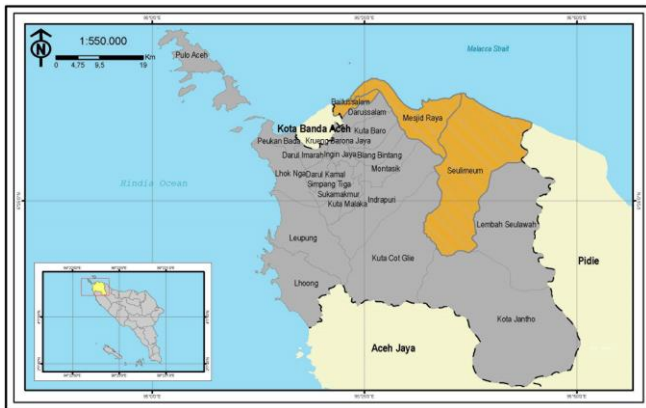 N
1:550.000
0 4,75 9,5 19
Km
Malacca Strait
Pulo Aceh
Baitussalam
Darussalam
Mesjid Raya
Kota Banda Aceh
Kuta Baro
Peukan Bada
Krueng Barona Jaya
Darul Imarah
Ingin Jaya
Blang Bintang
Seulimeum
Lhok Nga
Darul Kamal
Montasik
Simpang Tiga
Hindia Ocean
Sukamakmur
Indrapuri
Kuta Malaka
Lembah Seulawah
Leupung
Kuta Cot Glie
Pidie
Lhoong
Kota Jantho
Aceh Jaya